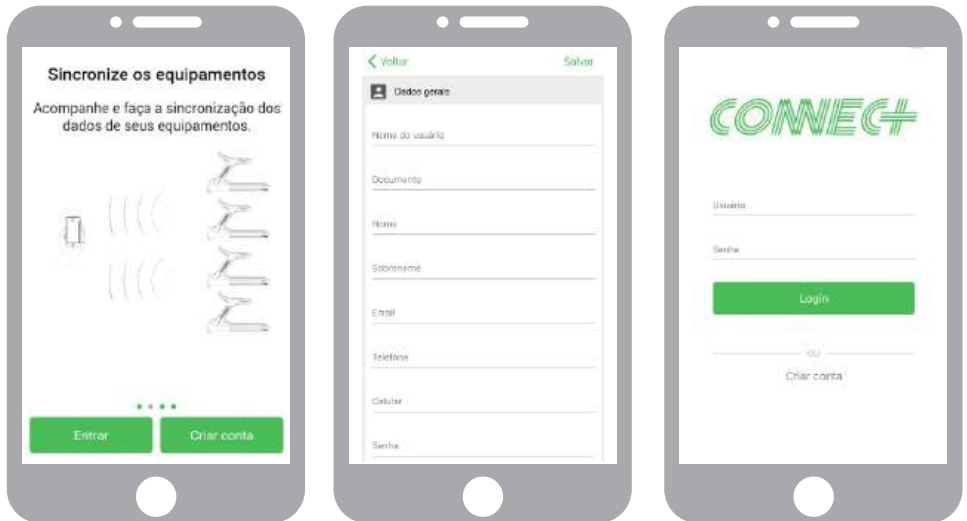 Sincronize os equipamentos
Acompanhe e faça a sincronização dos
dados de seus equipamentos.
Entrar
Criar conta
Voltar
Salvar
Dados gerais
Nome do usuário
Documento
Nome
Sobrenome
Email
Telefone
Celular
Senha
CONNEC+
Usuário
Senha
Login
OU
Criar conta